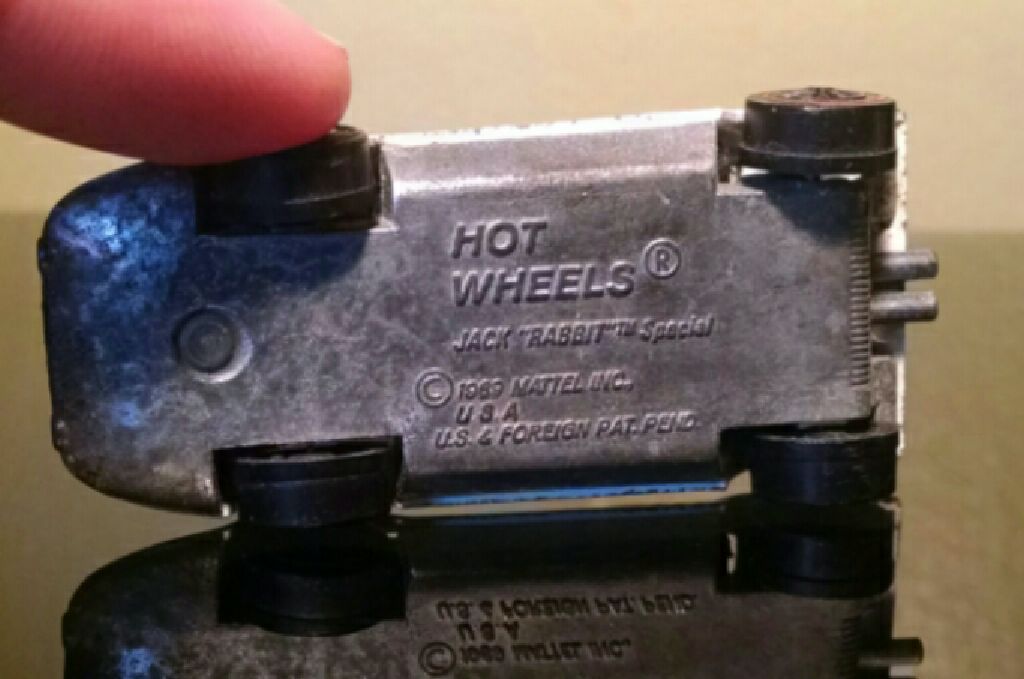 HOT
WHEELS®
JACK "RABBIT"™ Special
© 1969 MATTEL INC.,
U S A
U.S. & FOREIGN PAT. PEND.